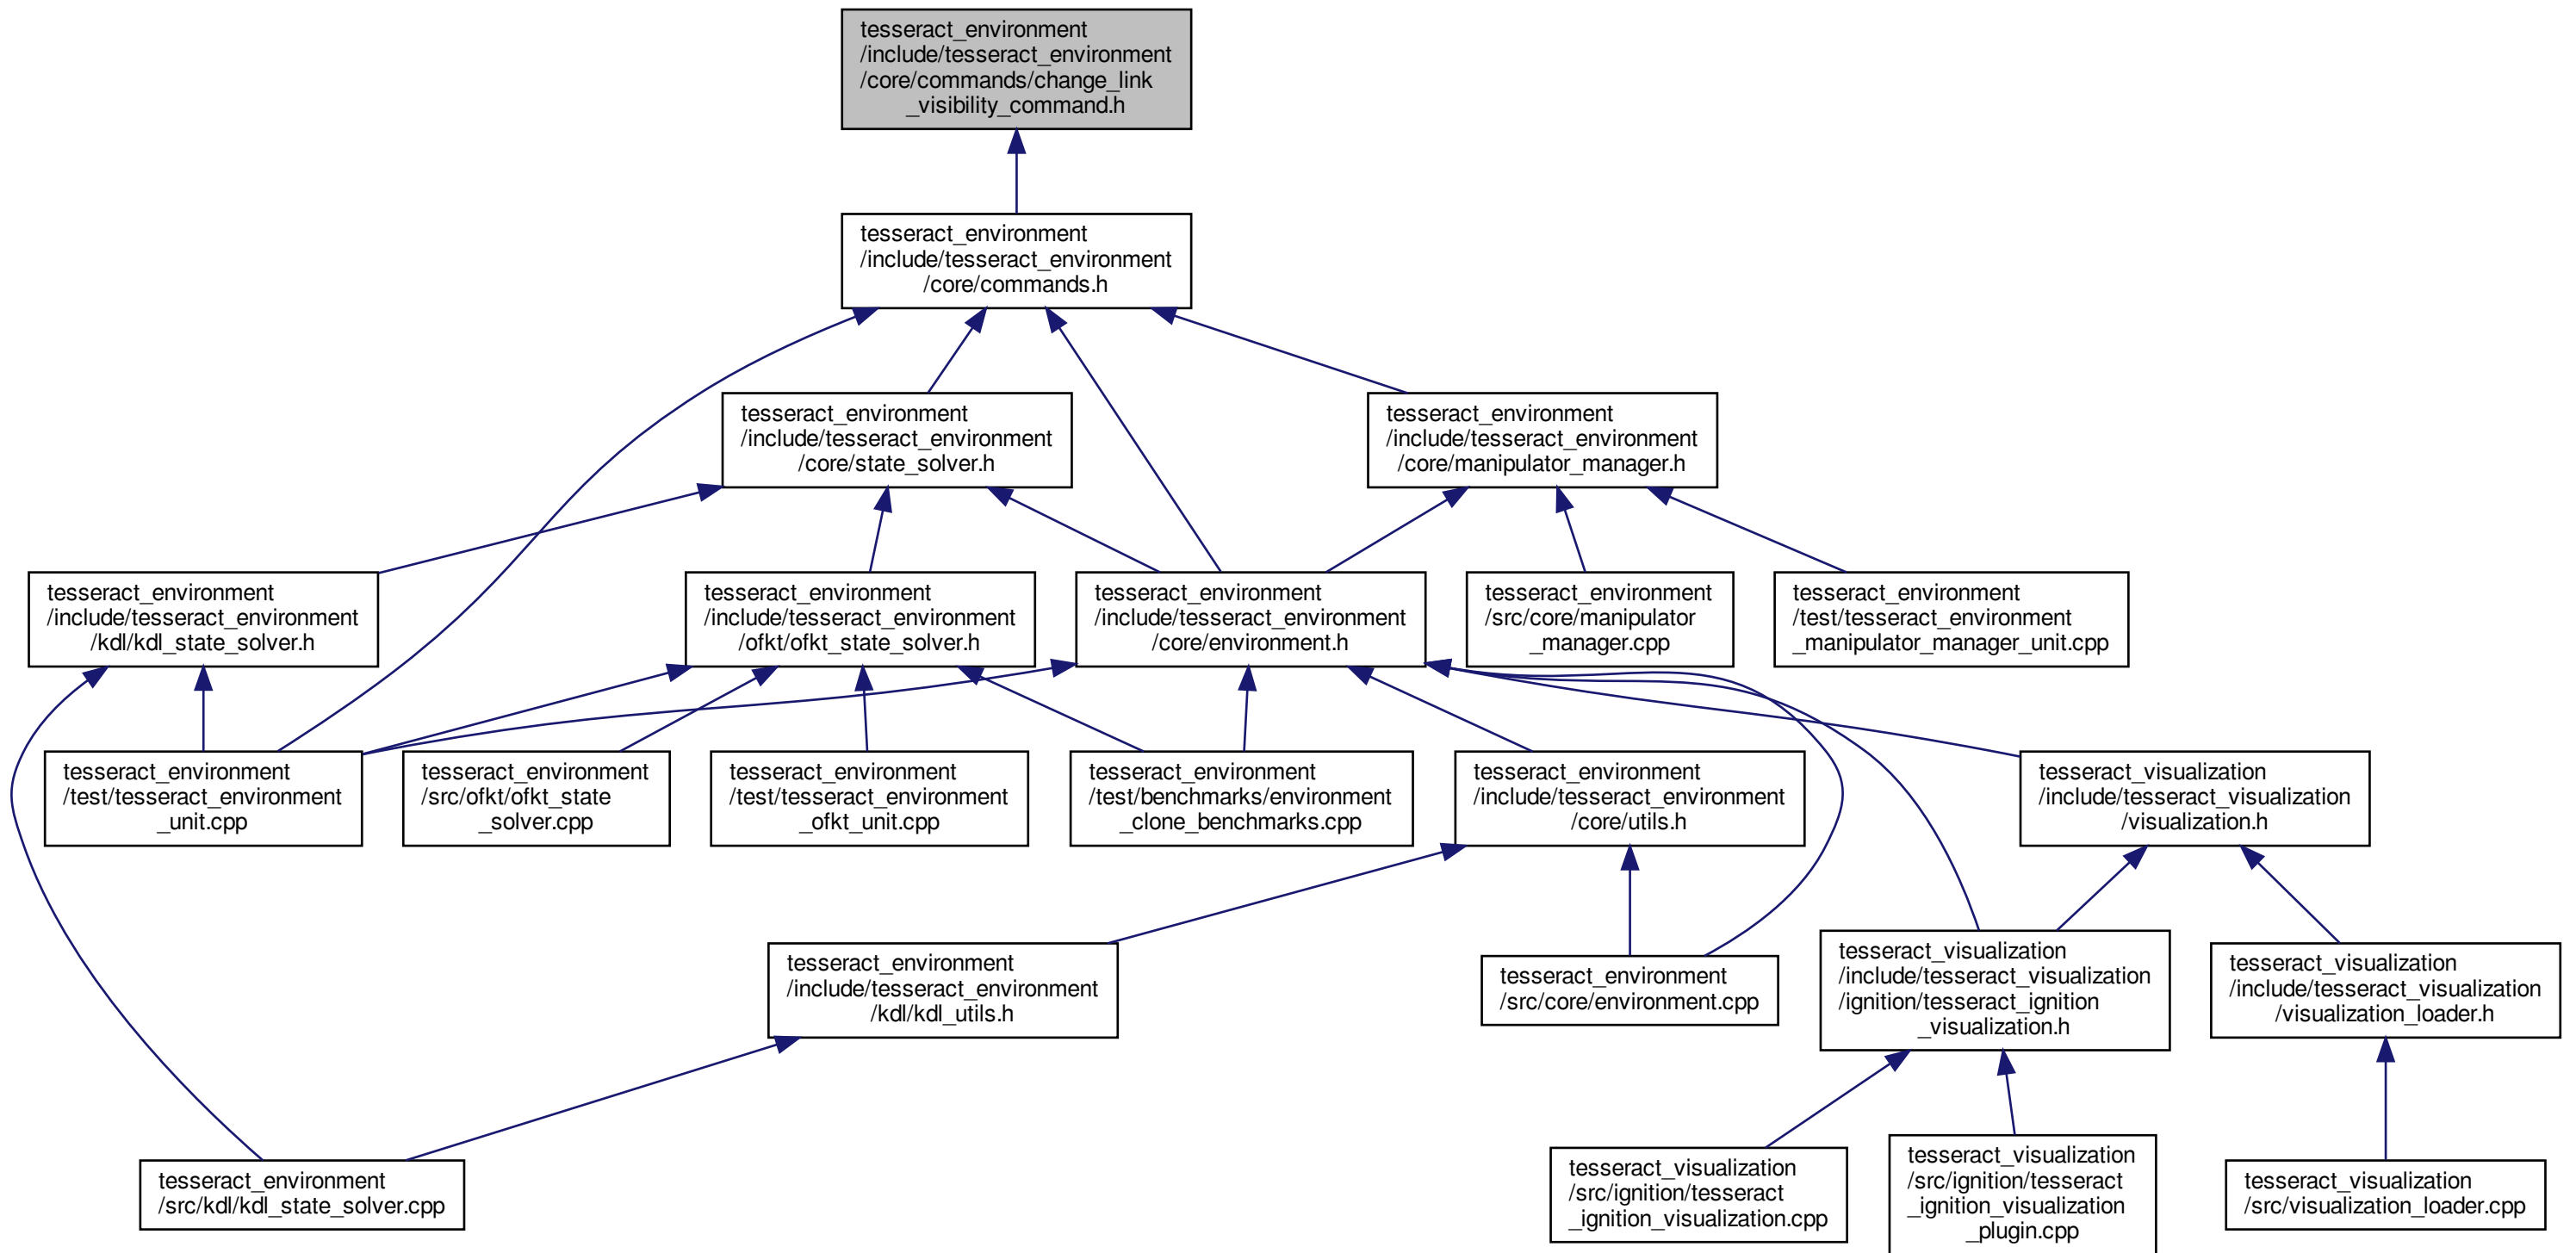 tesseract_environment
/include/tesseract_environment
/core/commands/change_link
_visibility_command.h
tesseract_environment
/include/tesseract_environment
/core/commands.h
tesseract_environment
/include/tesseract_environment
/core/state_solver.h
tesseract_environment
/include/tesseract_environment
/core/manipulator_manager.h
tesseract_environment
/include/tesseract_environment
/kdl/kdl_state_solver.h
tesseract_environment
/include/tesseract_environment
/ofkt/ofkt_state_solver.h
tesseract_environment
/include/tesseract_environment
/core/environment.h
tesseract_environment
/src/core/manipulator
_manager.cpp
tesseract_environment
/test/tesseract_environment
_manipulator_manager_unit.cpp
tesseract_environment
/test/tesseract_environment
_unit.cpp
tesseract_environment
/src/ofkt/ofkt_state
_solver.cpp
tesseract_environment
/test/tesseract_environment
_ofkt_unit.cpp
tesseract_environment
/test/benchmarks/environment
_clone_benchmarks.cpp
tesseract_environment
/include/tesseract_environment
/core/utils.h
tesseract_visualization
/include/tesseract_visualization
/visualization.h
tesseract_environment
/include/tesseract_environment
/kdl/kdl_utils.h
tesseract_environment
/src/core/environment.cpp
tesseract_visualization
/include/tesseract_visualization
/ignition/tesseract_ignition
_visualization.h
tesseract_visualization
/include/tesseract_visualization
/visualization_loader.h
tesseract_environment
/src/kdl/kdl_state_solver.cpp
tesseract_visualization
/src/ignition/tesseract
_ignition_visualization.cpp
tesseract_visualization
/src/ignition/tesseract
_ignition_visualization
_plugin.cpp
tesseract_visualization
/src/visualization_loader.cpp